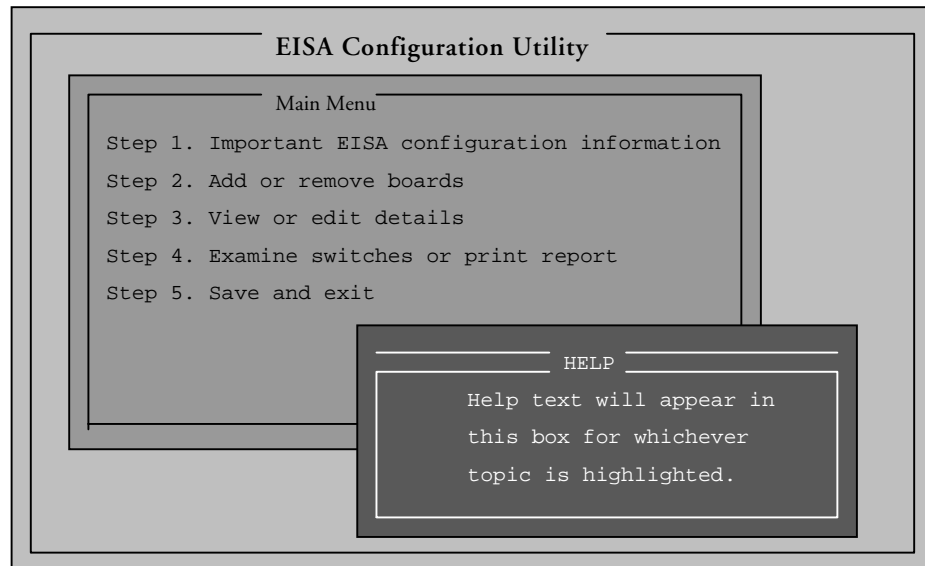 EISA Configuration Utility
Main Menu
Step 1. Important EISA configuration information
Step 2. Add or remove boards
Step 3. View or edit details
Step 4. Examine switches or print report
Step 5. Save and exit
HELP
Help text will appear in
this box for whichever
topic is highlighted.